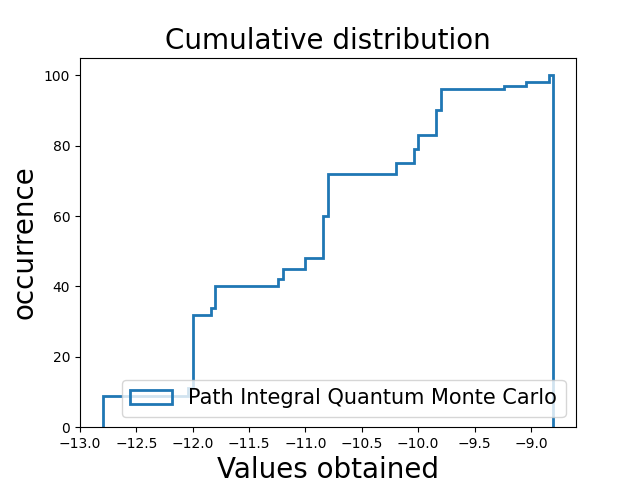 Cumulative distribution
occurrence
100
80
60
40
20
0
Path Integral Quantum Monte Carlo
−13.0 −12.5 −12.0 −11.5 −11.0 −10.5 −10.0 −9.5 −9.0
Values obtained